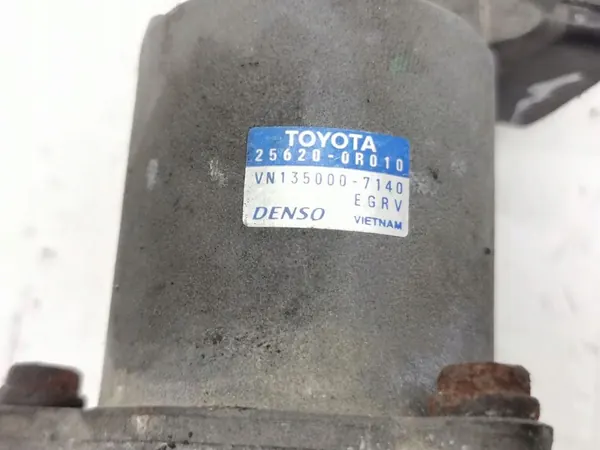 TOYOTA
25620-0R010
VN135000-7140
EGRV
DENSO VIETNAM